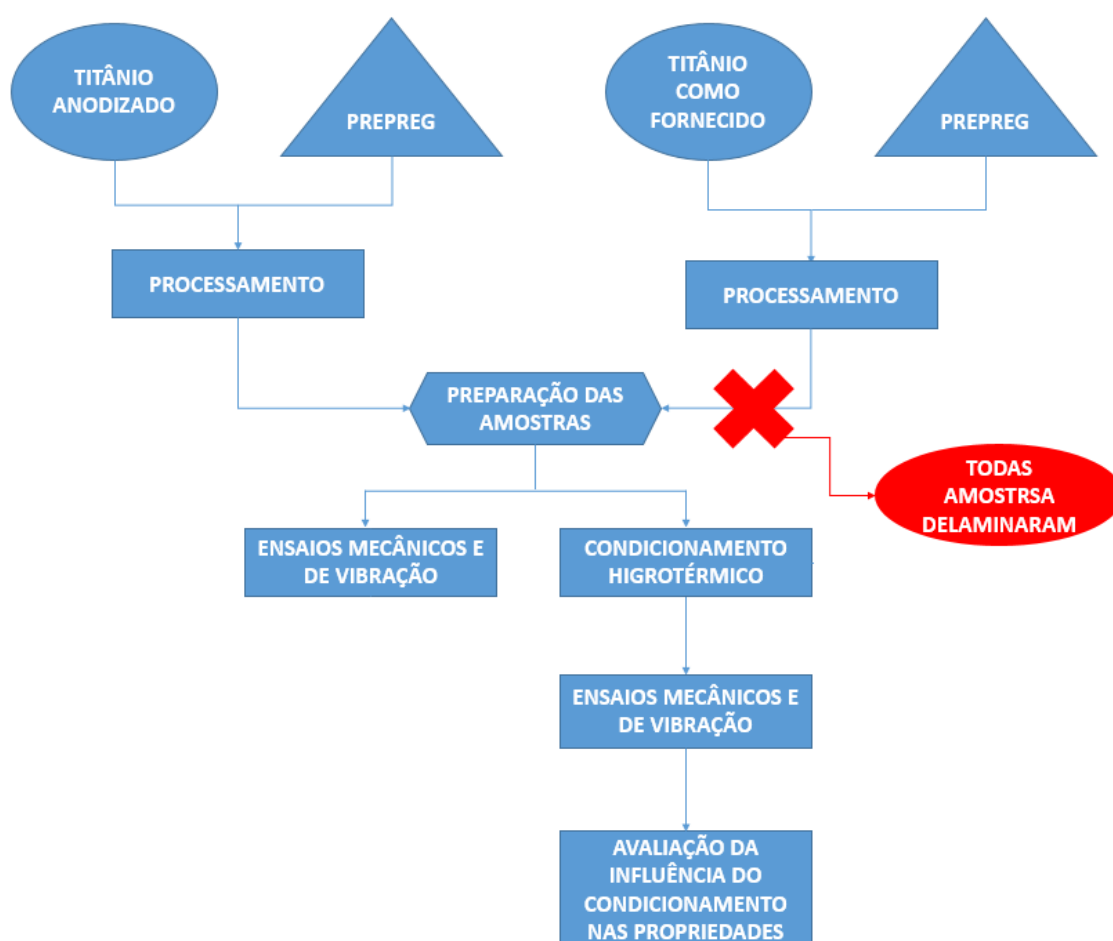 TITÂNIO
ANODIZADO
PREPREG
TITÂNIO
COMO
FORNECIDO
PREPREG
PROCESSAMENTO
PROCESSAMENTO
PREPARAÇÃO DAS
AMOSTRAS
TODAS
AMOSTRSA
DELAMINARAM
ENSAIOS MECÂNICOS E
DE VIBRAÇÃO
CONDICIONAMENTO
HIGROTÉRMICO
ENSAIOS MECÂNICOS E
DE VIBRAÇÃO
AVALIAÇÃO DA
INFLUÊNCIA DO
CONDICIONAMENTO
NAS PROPRIEDADES